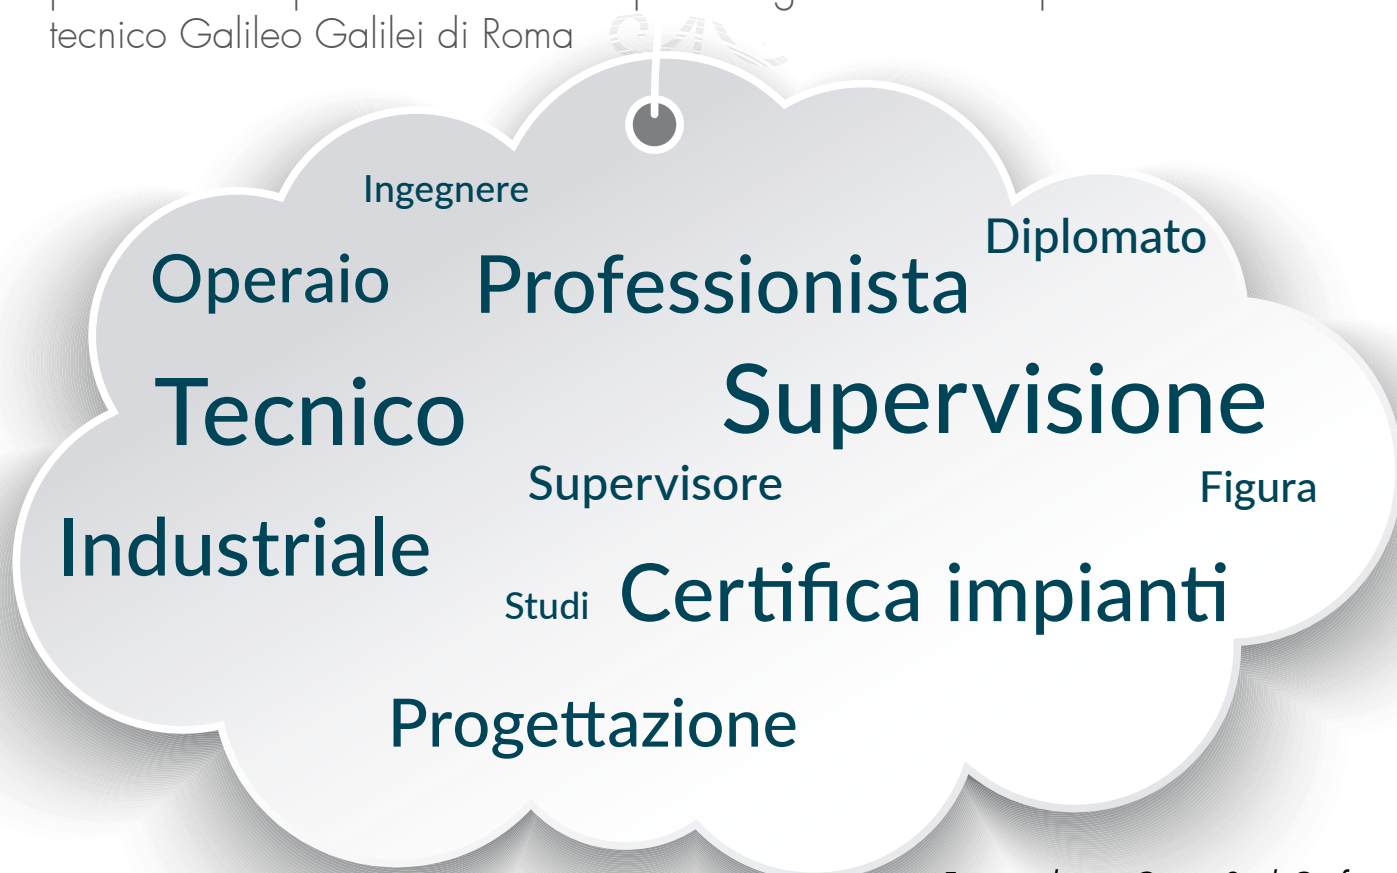 tecnico Galileo Galilei di Roma
Ingegnere
Diplomato
Operaio
Professionista
Tecnico
Supervisione
Supervisore
Figura
Industriale
Studi
Certifica impianti
Progettazione